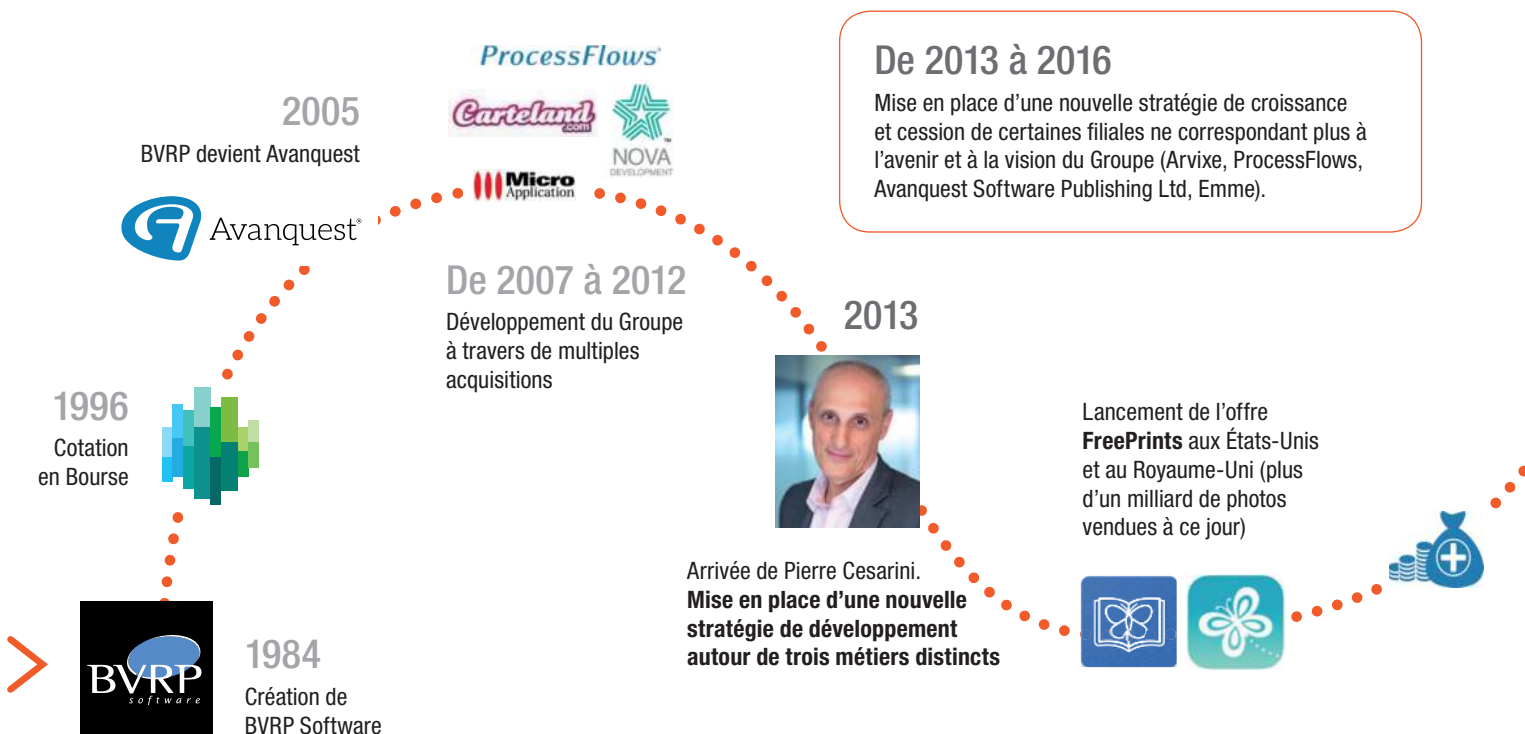 1984
Création de
BVRP Software
BVRP
software
1996
Cotation
en Bourse
2005
BVRP devient Avanquest
Avanquest®
ProcessFlows®
Carteland
.com
NOVA™
DEVELOPMENT
Micro
Application
De 2007 à 2012
Développement du Groupe
à travers de multiples
acquisitions
De 2013 à 2016
Mise en place d’une nouvelle stratégie de croissance
et cession de certaines filiales ne correspondant plus à
l’avenir et à la vision du Groupe (Arvixe, ProcessFlows,
Avanquest Software Publishing Ltd, Emme).
2013
Arrivée de Pierre Cesarini.
Mise en place d’une nouvelle
stratégie de développement
autour de trois métiers distincts
Lancement de l’offre
FreePrints aux États-Unis
et au Royaume-Uni (plus
d’un milliard de photos
vendues à ce jour)